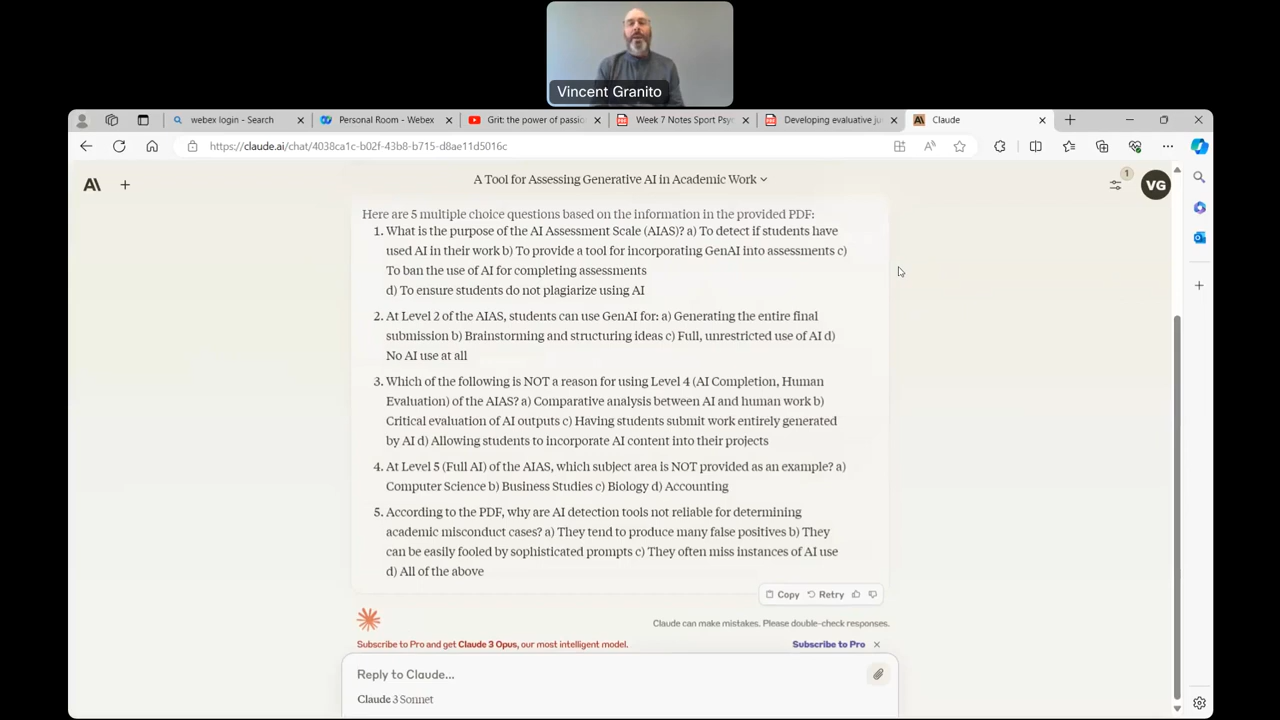 Vincent Granito
webex login - Search
Personal Room - Webex
Grit: the power of passio
Week 7 Notes Sport Psy
Developing evaluative ju
Claude
https://claude.ai/chat/4038ca1c-b02f-43b8-b715-d8ae11d5016c
A Tool for Assessing Generative AI in Academic Work
1
VG
Here are 5 multiple choice questions based on the information in the provided PDF:
1. What is the purpose of the AI Assessment Scale (AIAS)? a) To detect if students have
used AI in their work b) To provide a tool for incorporating GenAI into assessments c)
To ban the use of AI for completing assessments
d) To ensure students do not plagiarize using AI
2. At Level 2 of the AIAS, students can use GenAI for: a) Generating the entire final
submission b) Brainstorming and structuring ideas c) Full, unrestricted use of AI d)
No AI use at all
3. Which of the following is NOT a reason for using Level 4 (AI Completion, Human
Evaluation) of the AIAS? a) Comparative analysis between AI and human work b)
Critical evaluation of AI outputs c) Having students submit work entirely generated
by AI d) Allowing students to incorporate AI content into their projects
4. At Level 5 (Full AI) of the AIAS, which subject area is NOT provided as an example? a)
Computer Science b) Business Studies c) Biology d) Accounting
5. According to the PDF, why are AI detection tools not reliable for determining
academic misconduct cases? a) They tend to produce many false positives b) They
can be easily fooled by sophisticated prompts c) They often miss instances of AI use
d) All of the above
Copy Retry
Claude can make mistakes. Please double-check responses.
Subscribe to Pro and get Claude 3 Opus, our most intelligent model.
Subscribe to Pro
Reply to Claude...
Claude 3 Sonnet